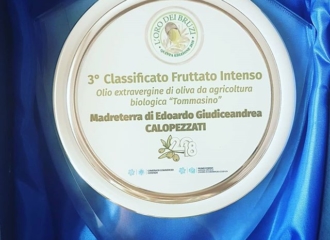 L'ORO DEI BRUZI
3° Classificato Fruttato Intenso
Olio extravergine di oliva da agricoltura
biologica "Tommasino"
Madreterra di Edoardo Giudiceandrea
CALOPEZZATI
2018